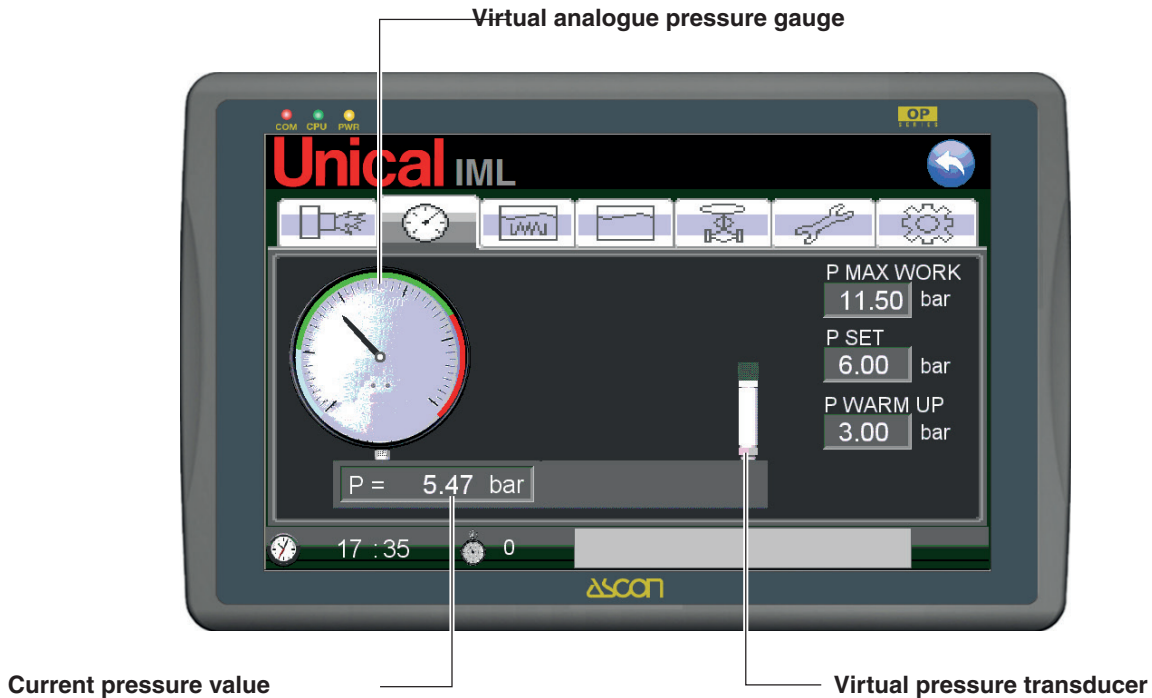 Virtual analogue pressure gauge
COM CPU PWR
OP
SERIES
Unical IML
P MAX WORK
11.50 bar
P SET
6.00 bar
P WARM UP
3.00 bar
P = 5.47 bar
17 : 35 0
ascon
Current pressure value
Virtual pressure transducer